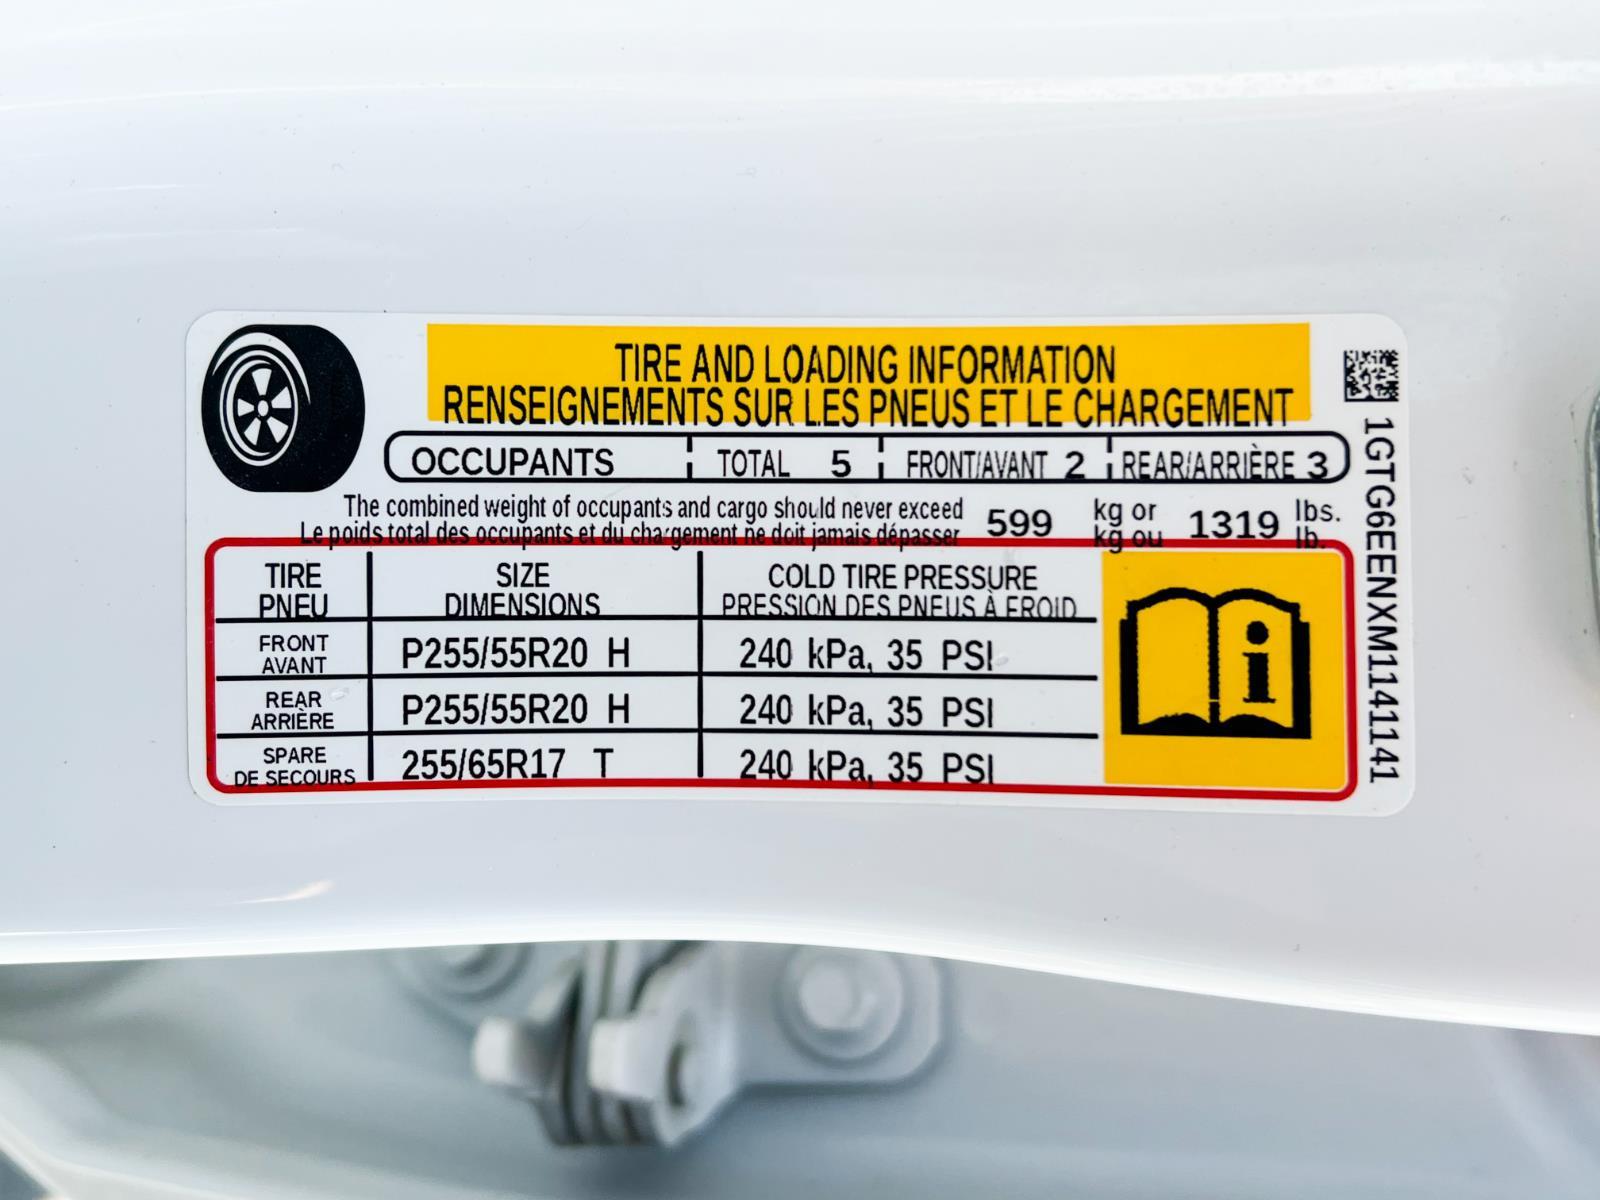 TIRE AND LOADING INFORMATION
RENSEIGNEMENTS SUR LES PNEUS ET LE CHARGEMENT
OCCUPANTS TOTAL 5 FRONT/AVANT 2 REAR/ARRIÈRE 3
The combined weight of occupants and cargo should never exceed 599 kg or 1319 lbs.
Le poids total des occupants et du chargement ne doit jamais dépasser kg ou lb.
TIRE SIZE COLD TIRE PRESSURE
PNEU DIMENSIONS PRESSION DES PNEUS À FROID
FRONT
AVANT P255/55R20 H 240 kPa, 35 PSI
REAR
ARRIÈRE P255/55R20 H 240 kPa, 35 PSI
SPARE
DE SECOURS 255/65R17 T 240 kPa, 35 PSI
i
1GTG6EENXM1141141